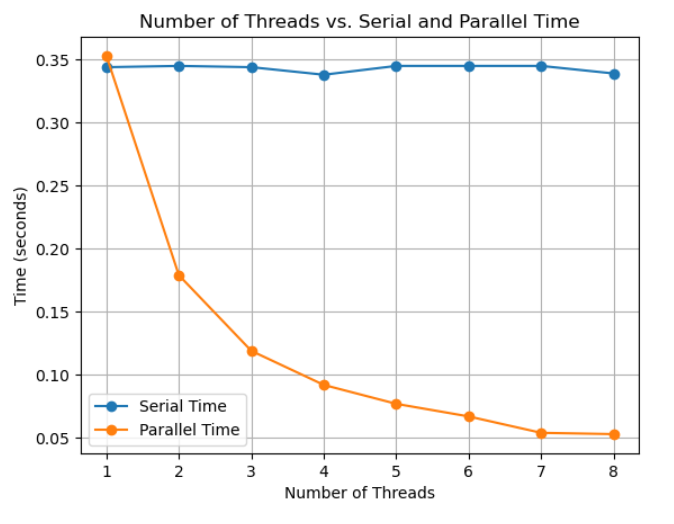 Number of Threads vs. Serial and Parallel Time
0.35
0.30
0.25
0.20
0.15
0.10
0.05
Time (seconds)
Serial Time
Parallel Time
1 2 3 4 5 6 7 8
Number of Threads